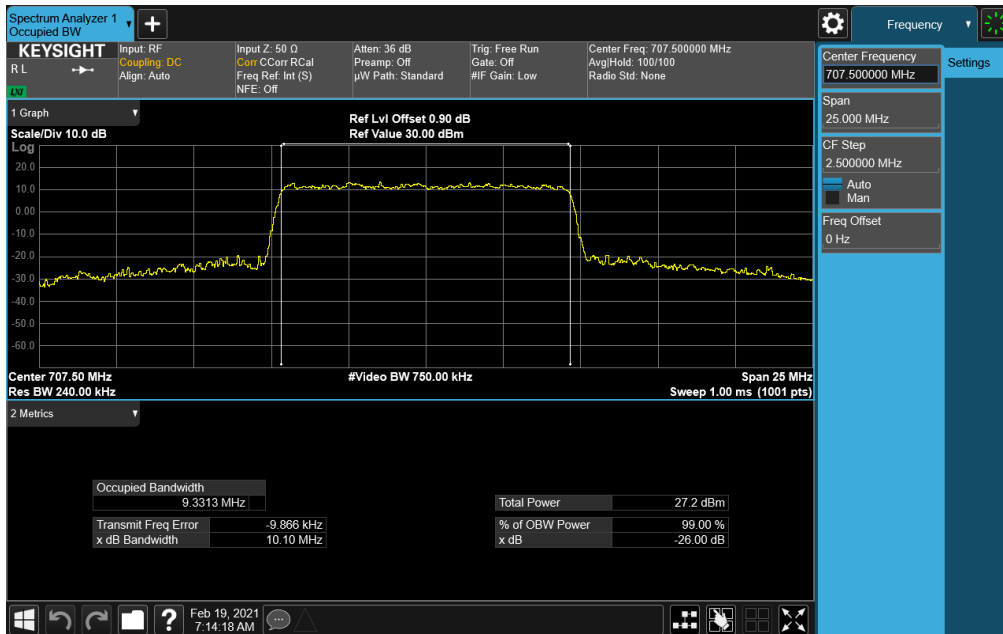 Spectrum Analyzer 1
Occupied BW
Frequency
KEYSIGHT
R L
LXI
Input: RF
Coupling: DC
Align: Auto
Input Z: 50 Ω
Corr CCorr RCal
Freq Ref: Int (S)
NFE: Off
Atten: 36 dB
Preamp: Off
µW Path: Standard
Trig: Free Run
Gate: Off
#IF Gain: Low
Center Freq: 707.500000 MHz
Avg|Hold: 100/100
Radio Std: None
Center Frequency
707.500000 MHz
Settings
Span
25.000 MHz
CF Step
2.500000 MHz
Auto
Man
Freq Offset
0 Hz
1 Graph
Scale/Div 10.0 dB
Ref Lvl Offset 0.90 dB
Ref Value 30.00 dBm
Log
20.0
10.0
0.00
-10.0
-20.0
-30.0
-40.0
-50.0
-60.0
Center 707.50 MHz
#Video BW 750.00 kHz
Span 25 MHz
Res BW 240.00 kHz
Sweep 1.00 ms (1001 pts)
2 Metrics
Occupied Bandwidth
9.3313 MHz
Total Power 27.2 dBm
Transmit Freq Error -9.866 kHz
% of OBW Power 99.00 %
x dB Bandwidth 10.10 MHz
x dB -26.00 dB
?
Feb 19, 2021
7:14:18 AM